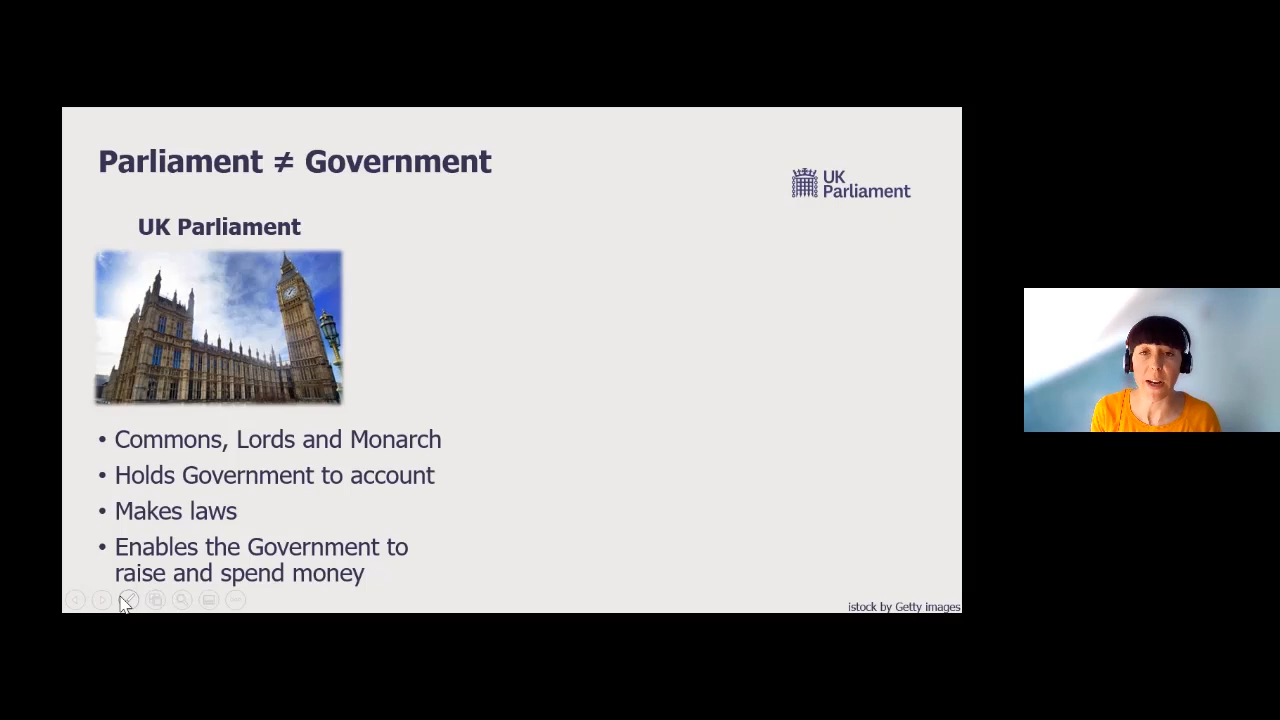 Parliament ≠ Government
UK
Parliament
UK Parliament
• Commons, Lords and Monarch
• Holds Government to account
• Makes laws
• Enables the Government to
raise and spend money
istock by Getty images